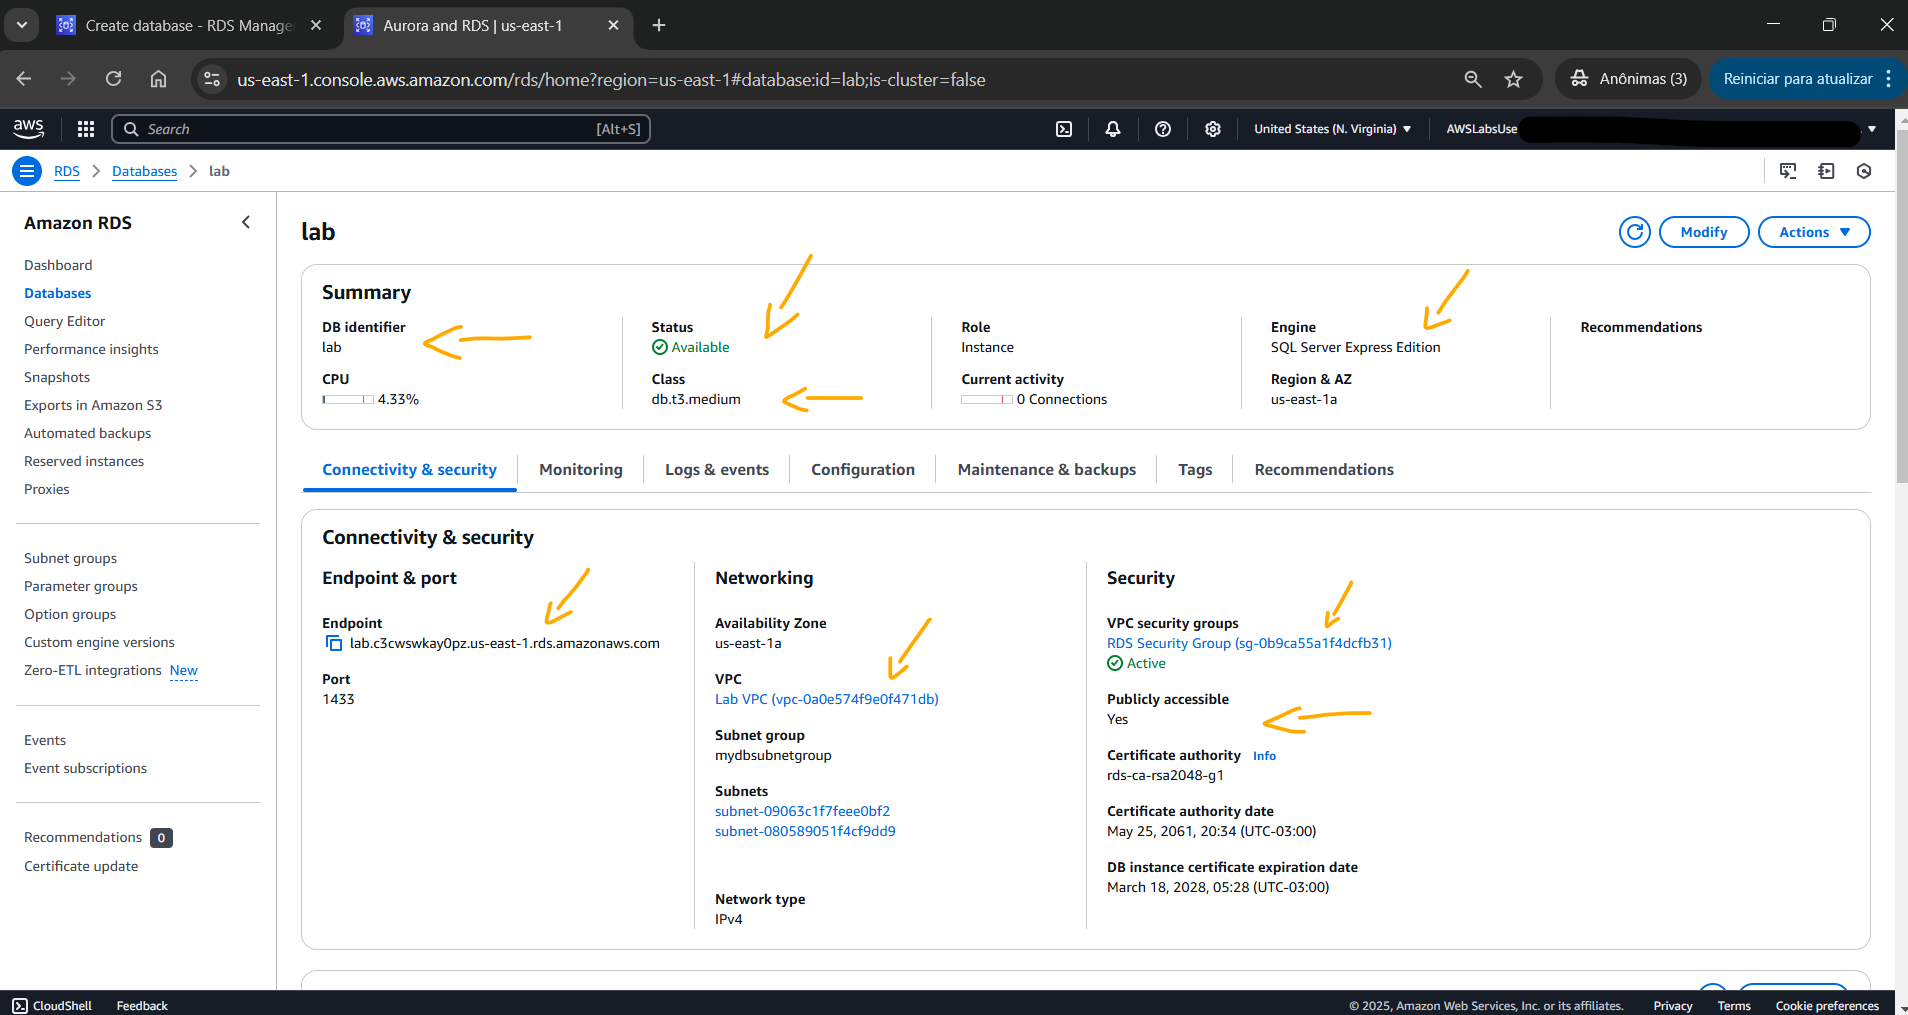 Create database - RDS Manage
Aurora and RDS | us-east-1
us-east-1.console.aws.amazon.com/rds/home?region=us-east-1#database:id=lab;is-cluster=false
Anônimas (3)
Reiniciar para atualizar
aws
Search
[Alt+S]
United States (N. Virginia)
AWSLabsUse
RDS
Databases
lab
Amazon RDS
Dashboard
Databases
Query Editor
Performance insights
Snapshots
Exports in Amazon S3
Automated backups
Reserved instances
Proxies
Subnet groups
Parameter groups
Option groups
Custom engine versions
Zero-ETL integrations New
Events
Event subscriptions
Recommendations 0
Certificate update
lab
Modify
Actions
Summary
DB identifier
lab
CPU
4.33%
Status
Available
Class
db.t3.medium
Role
Instance
Current activity
0 Connections
Engine
SQL Server Express Edition
Region & AZ
us-east-1a
Recommendations
Connectivity & security
Monitoring
Logs & events
Configuration
Maintenance & backups
Tags
Recommendations
Connectivity & security
Endpoint & port
Endpoint
lab.c3cwswkay0pz.us-east-1.rds.amazonaws.com
Port
1433
Networking
Availability Zone
us-east-1a
VPC
Lab VPC (vpc-0a0e574f9e0f471db)
Subnet group
mydbsubnetgroup
Subnets
subnet-09063c1f7feee0bf2
subnet-080589051f4cf9dd9
Network type
IPv4
Security
VPC security groups
RDS Security Group (sg-0b9ca55a1f4dcfb31)
Active
Publicly accessible
Yes
Certificate authority Info
rds-ca-rsa2048-g1
Certificate authority date
May 25, 2061, 20:34 (UTC-03:00)
DB instance certificate expiration date
March 18, 2028, 05:28 (UTC-03:00)
CloudShell
Feedback
© 2025, Amazon Web Services, Inc. or its affiliates.
Privacy
Terms
Cookie preferences